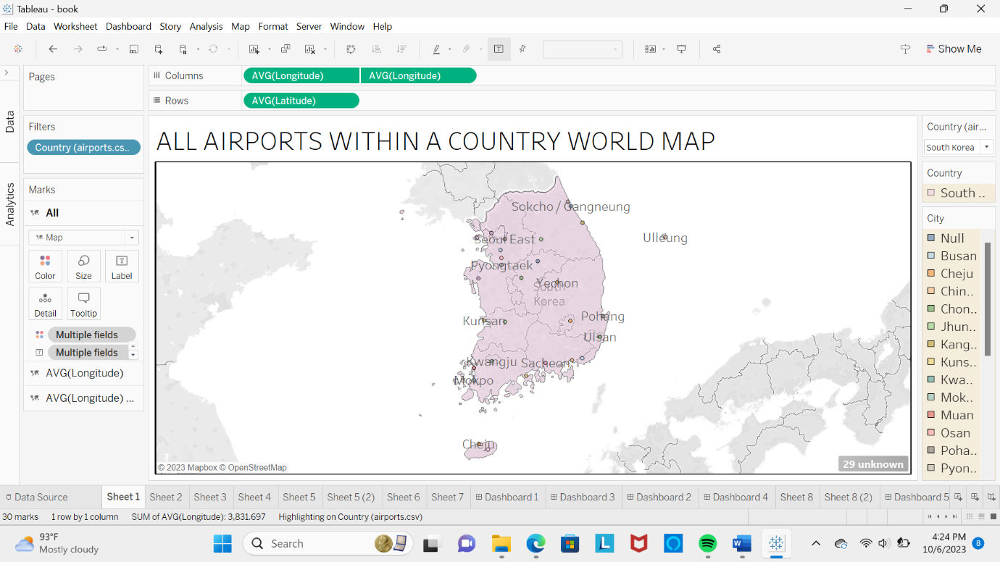 Tableau - book
File Data Worksheet Dashboard Story Analysis Map Format Server Window Help
Show Me
Data
Analytics
Pages
Filters
Country (airports.cs..
Marks
All
Map
Color
Size
Label
Detail
Tooltip
Multiple fields
Multiple fields
AVG(Longitude)
AVG(Longitude) ...
Columns
AVG(Longitude)
AVG(Longitude)
Rows
AVG(Latitude)
ALL AIRPORTS WITHIN A COUNTRY WORLD MAP
Sokcho / Gangneung
Seoul East
Ulleung
Pyongtaek
Yechon
South
Korea
Kunsan
Pohang
Ulsan
Kwangju
Sacheon
Mokpo
Cheju
© 2023 Mapbox © OpenStreetMap
29 unknown
Country (air...
South Korea
Country
South ..
City
Null
Busan
Cheju
Chin..
Chon..
Jhun..
Kang..
Kuns..
Kwa..
Mok..
Muan
Osan
Poha..
Pyon..
Data Source Sheet 1 Sheet 2 Sheet 3 Sheet 4 Sheet 5 Sheet 5 (2) Sheet 6 Sheet 7 Dashboard 1 Dashboard 3 Dashboard 2 Dashboard 4 Sheet 8 Sheet 8 (2) Dashboard 5
30 marks 1 row by 1 column SUM of AVG(Longitude): 3,831.697 Highlighting on Country (airports.csv)
93°F
Mostly cloudy
Search
L
W
4:24 PM
10/6/2023
8